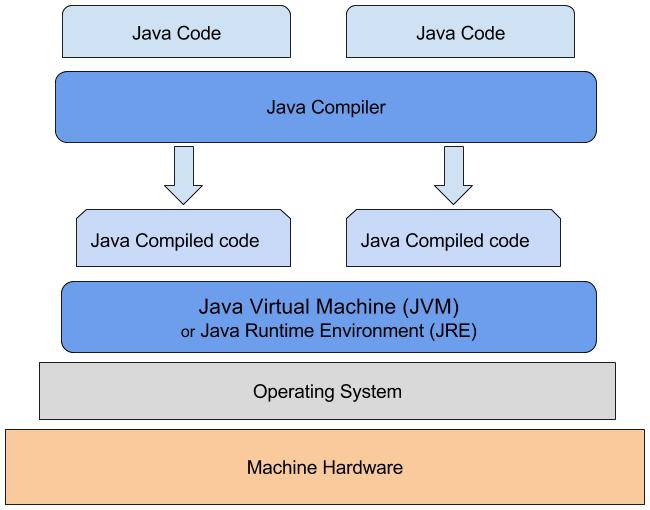 Java Code
Java Code
Java Compiler
Java Compiled code
Java Compiled code
Java Virtual Machine (JVM)
or Java Runtime Environment (JRE)
Operating System
Machine Hardware